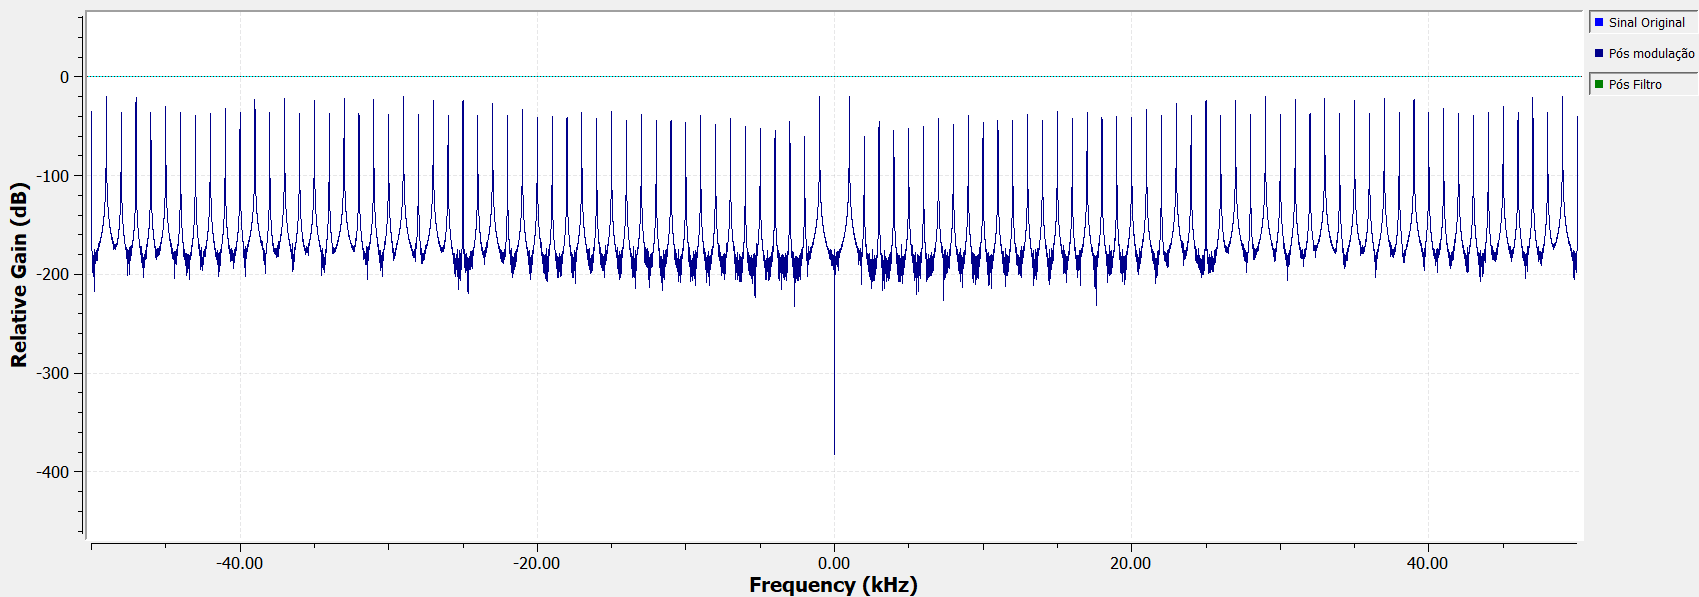 Sinal Original
Pós modulação
Pós Filtro
Relative Gain (dB)
0
-100
-200
-300
-400
-40.00
-20.00
0.00
20.00
40.00
Frequency (kHz)